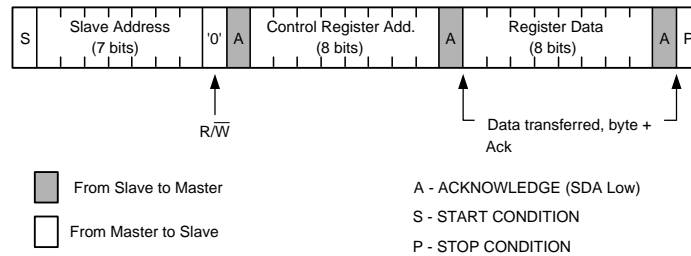 S Slave Address (7 bits) '0' A Control Register Add. (8 bits) A Register Data (8 bits) A P
R/W̅
Data transferred, byte +
Ack
From Slave to Master
A - ACKNOWLEDGE (SDA Low)
S - START CONDITION
From Master to Slave
P - STOP CONDITION